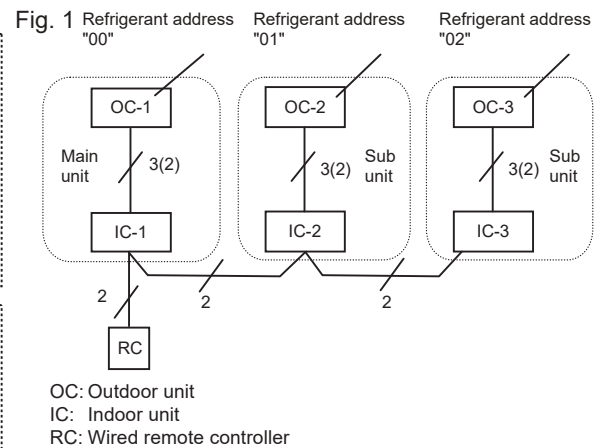 Fig. 1
Refrigerant address "00"
Refrigerant address "01"
Refrigerant address "02"
OC-1
OC-2
OC-3
Main unit
3(2)
3(2)
Sub unit
3(2)
Sub unit
IC-1
IC-2
IC-3
2
2
2
RC
OC: Outdoor unit
IC: Indoor unit
RC: Wired remote controller